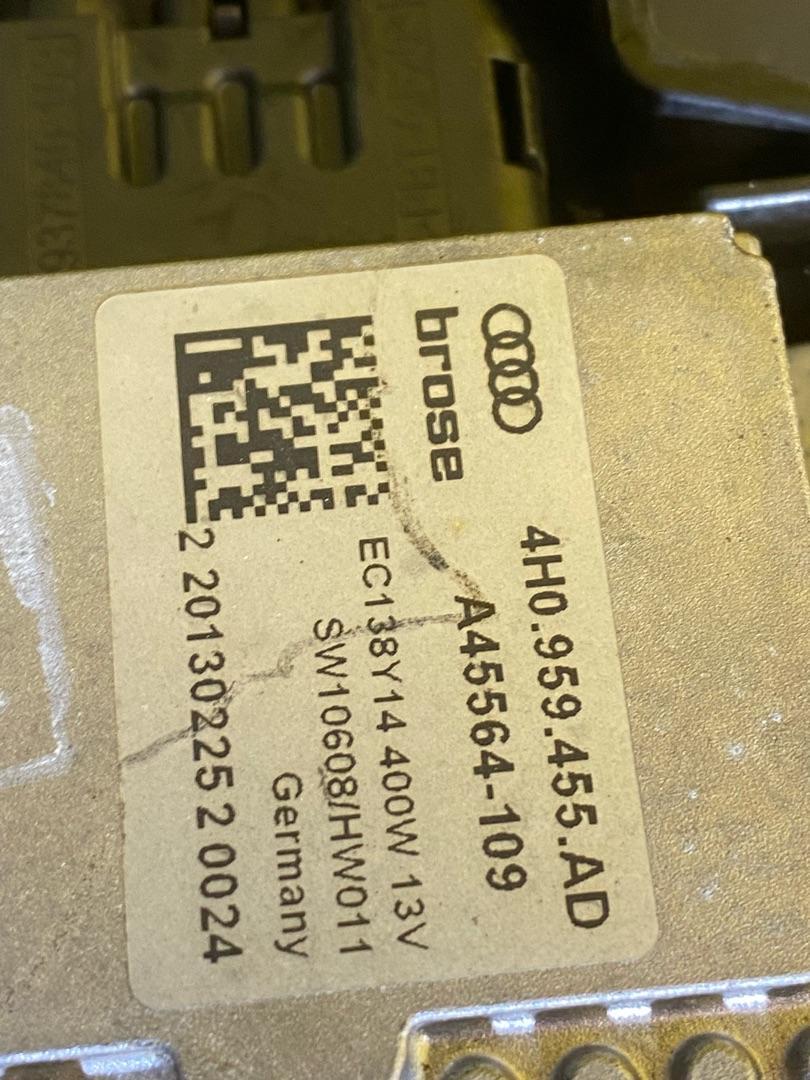 4H0.959.455.AD
brose
A45564-109
EC138Y14 400W 13V
SW10608/HW011
Germany
2 20130225 2 0024